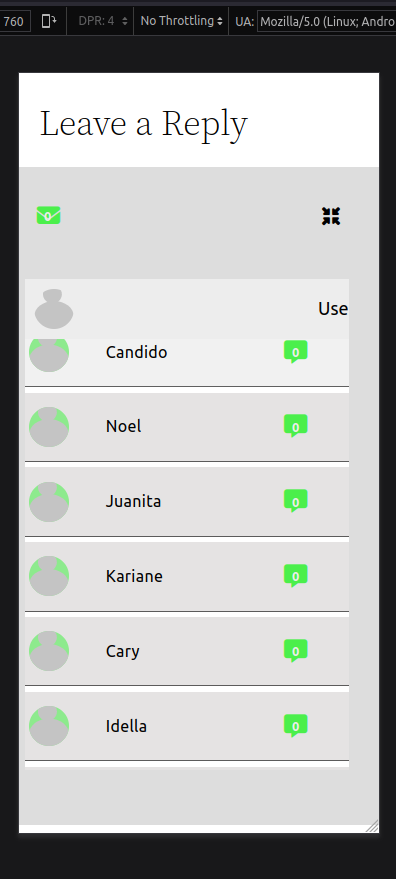 760 DPR: 4 No Throttling UA: Mozilla/5.0 (Linux; Andro
Leave a Reply
0
Use
Candido 0
Noel 0
Juanita 0
Kariane 0
Cary 0
Idella 0